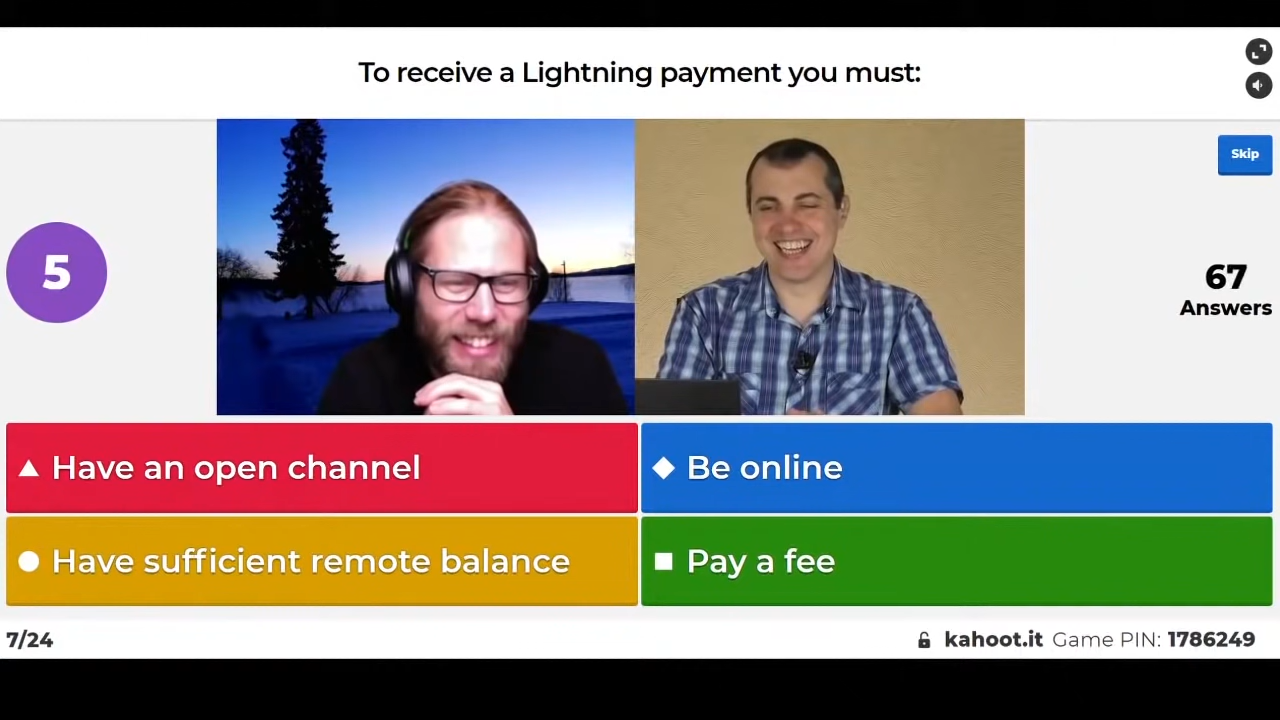 To receive a Lightning payment you must:
Skip
5
67
Answers
Have an open channel
Be online
Have sufficient remote balance
Pay a fee
7/24
kahoot.it Game PIN: 1786249